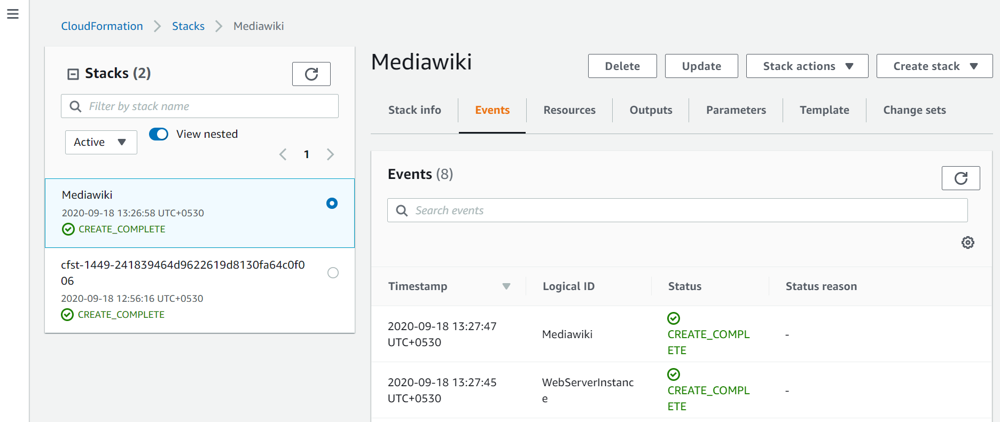 CloudFormation
Stacks
Mediawiki
Stacks (2)
Filter by stack name
Active
View nested
1
Mediawiki
2020-09-18 13:26:58 UTC+0530
CREATE_COMPLETE
cfst-1449-241839464d9622619d8130fa64c0f0
06
2020-09-18 12:56:16 UTC+0530
CREATE_COMPLETE
Mediawiki
Delete
Update
Stack actions
Create stack
Stack info
Events
Resources
Outputs
Parameters
Template
Change sets
Events (8)
Search events
Timestamp
Logical ID
Status
Status reason
2020-09-18 13:27:47
UTC+0530
Mediawiki
CREATE_COMPL
ETE
-
2020-09-18 13:27:45
UTC+0530
WebServerInstanc
e
CREATE_COMPL
ETE
-